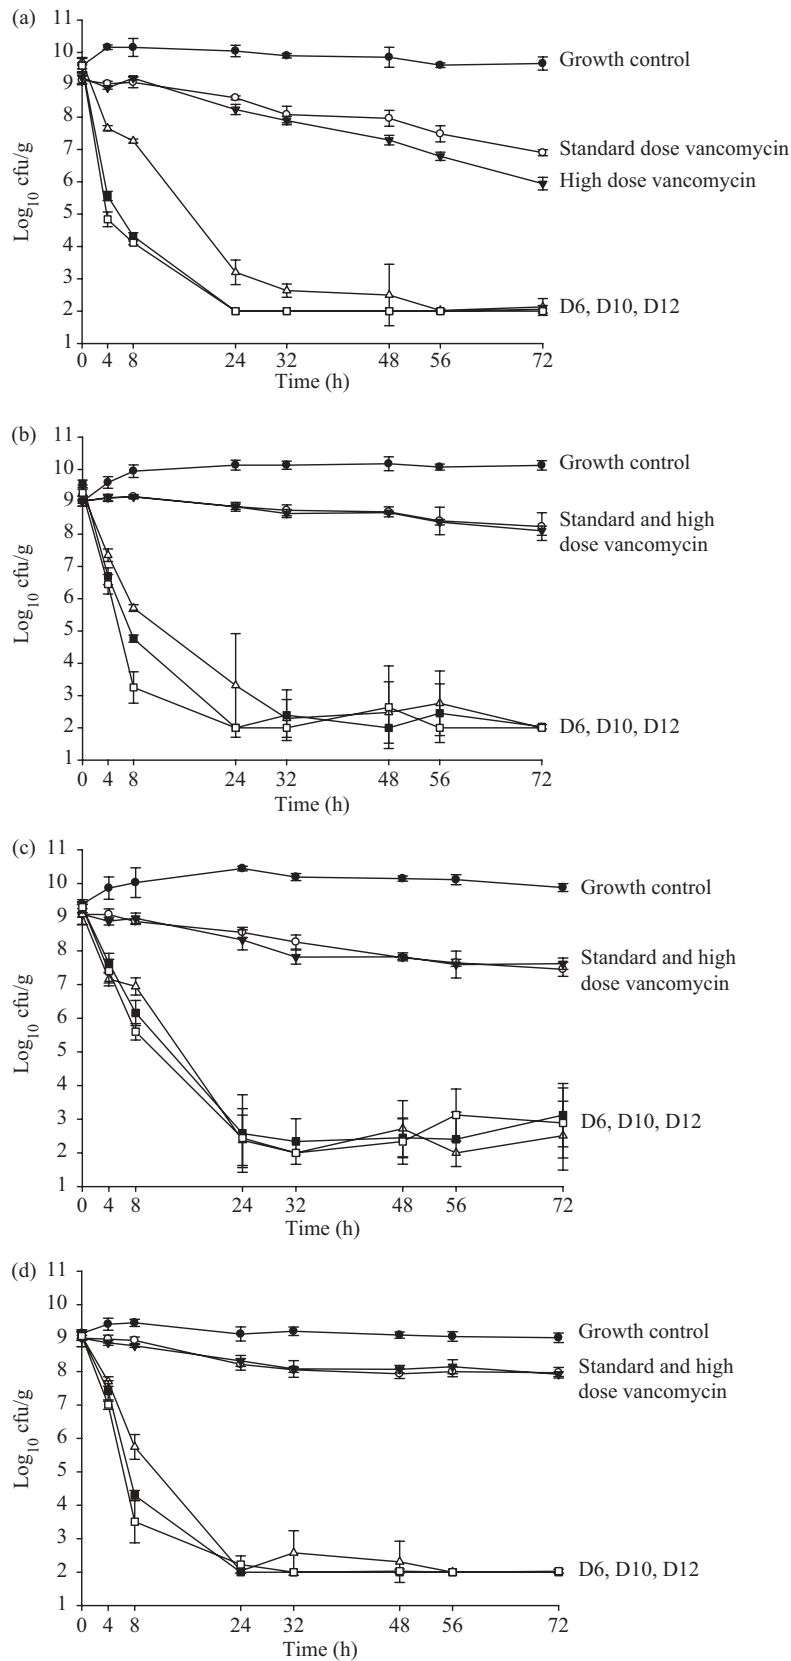 (a)
11
10
9
8
7
6
5
4
3
2
1
Log10 cfu/g
0 4 8 24 32 48 56 72
Time (h)
Growth control
Standard dose vancomycin
High dose vancomycin
D6, D10, D12
(b)
11
10
9
8
7
6
5
4
3
2
1
Log10 cfu/g
0 4 8 24 32 48 56 72
Time (h)
Growth control
Standard and high
dose vancomycin
D6, D10, D12
(c)
11
10
9
8
7
6
5
4
3
2
1
Log10 cfu/g
0 4 8 24 32 48 56 72
Time (h)
Growth control
Standard and high
dose vancomycin
D6, D10, D12
(d)
11
10
9
8
7
6
5
4
3
2
1
Log10 cfu/g
0 4 8 24 32 48 56 72
Time (h)
Growth control
Standard and high
dose vancomycin
D6, D10, D12